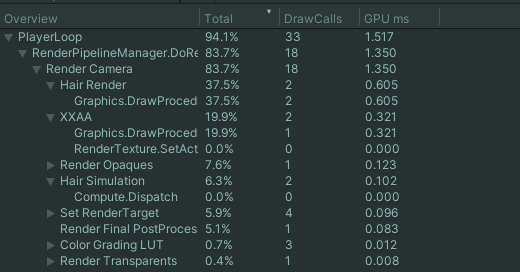 Overview Total DrawCalls GPU ms
PlayerLoop 94.1% 33 1.517
RenderPipelineManager.DoRe 83.7% 18 1.350
Render Camera 83.7% 18 1.350
Hair Render 37.5% 2 0.605
Graphics.DrawProced 37.5% 2 0.605
XXAA 19.9% 2 0.321
Graphics.DrawProced 19.9% 1 0.321
RenderTexture.SetAct 0.0% 0 0.000
Render Opaques 7.6% 1 0.123
Hair Simulation 6.3% 2 0.102
Compute.Dispatch 0.0% 0 0.000
Set RenderTarget 5.9% 4 0.096
Render Final PostProces 5.1% 1 0.083
Color Grading LUT 0.7% 3 0.012
Render Transparents 0.4% 1 0.008